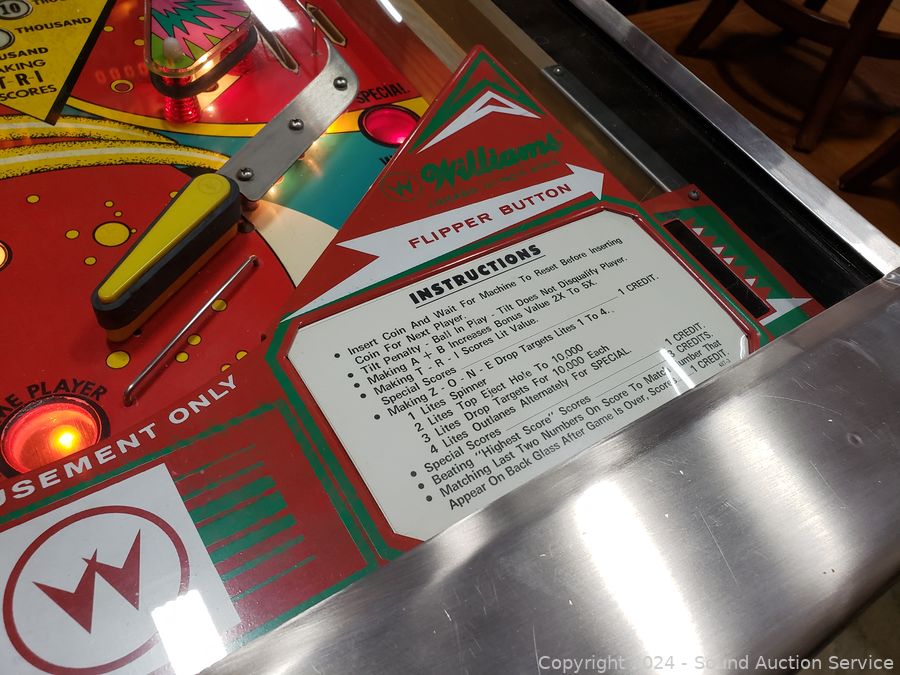 10 THOUSAND
THOUSAND
USAND
AKING
T-R-I
SCORES
SPECIAL
W
Williams
FLIPPER BUTTON
INSTRUCTIONS
• Insert Coin And Wait For Machine To Reset Before Inserting
Coin For Next Player.
• Tilt Penalty - Ball In Play - Tilt Does Not Disqualify Player.
• Making A + B Increases Bonus Value 2X To 5X.
• Making T - R - I Scores Lit Value.
Special Scores 1 CREDIT.
• Making Z - O - N - E Drop Targets Lites 1 To 4.
1 Lites Spinner
2 Lites Top Eject Hole To 10,000
3 Lites Drop Targets For 10,000 Each
4 Lites Outlanes Alternately For SPECIAL.
• Special Scores 1 CREDIT.
• Beating "Highest Score" Scores 3 CREDITS.
• Matching Last Two Numbers On Score To Match Number That
Appear On Back Glass After Game Is Over. Scores 1 CREDIT.
ME PLAYER
USEMENT ONLY
W
Copyright © 2024 - Sound Auction Service